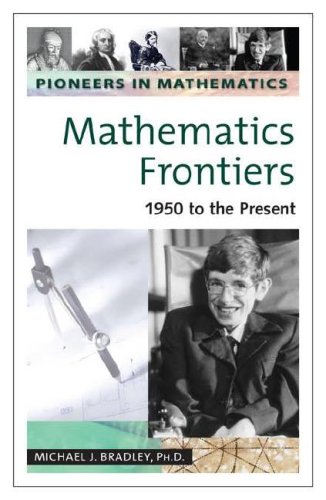 PIONEERS IN MATHEMATICS
Mathematics
Frontiers
1950 to the Present
MICHAEL J. BRADLEY, PH.D.